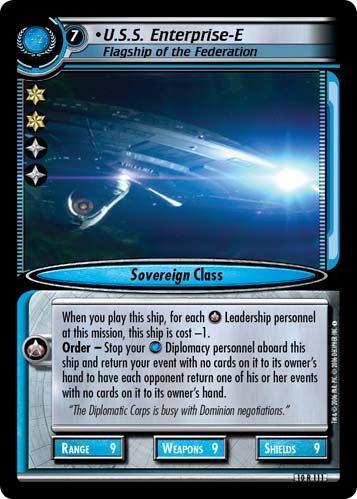 7 •U.S.S. Enterprise-E
Flagship of the Federation
Sovereign Class
When you play this ship, for each Leadership personnel
at this mission, this ship is cost –1.
Order – Stop your Diplomacy personnel aboard this
ship and return your event with no cards on it to its owner's
hand to have each opponent return one of his or her events
with no cards on it to its owner's hand.
"The Diplomatic Corps is busy with Dominion negotiations."
RANGE 9 WEAPONS 9 SHIELDS 9
10 R 111